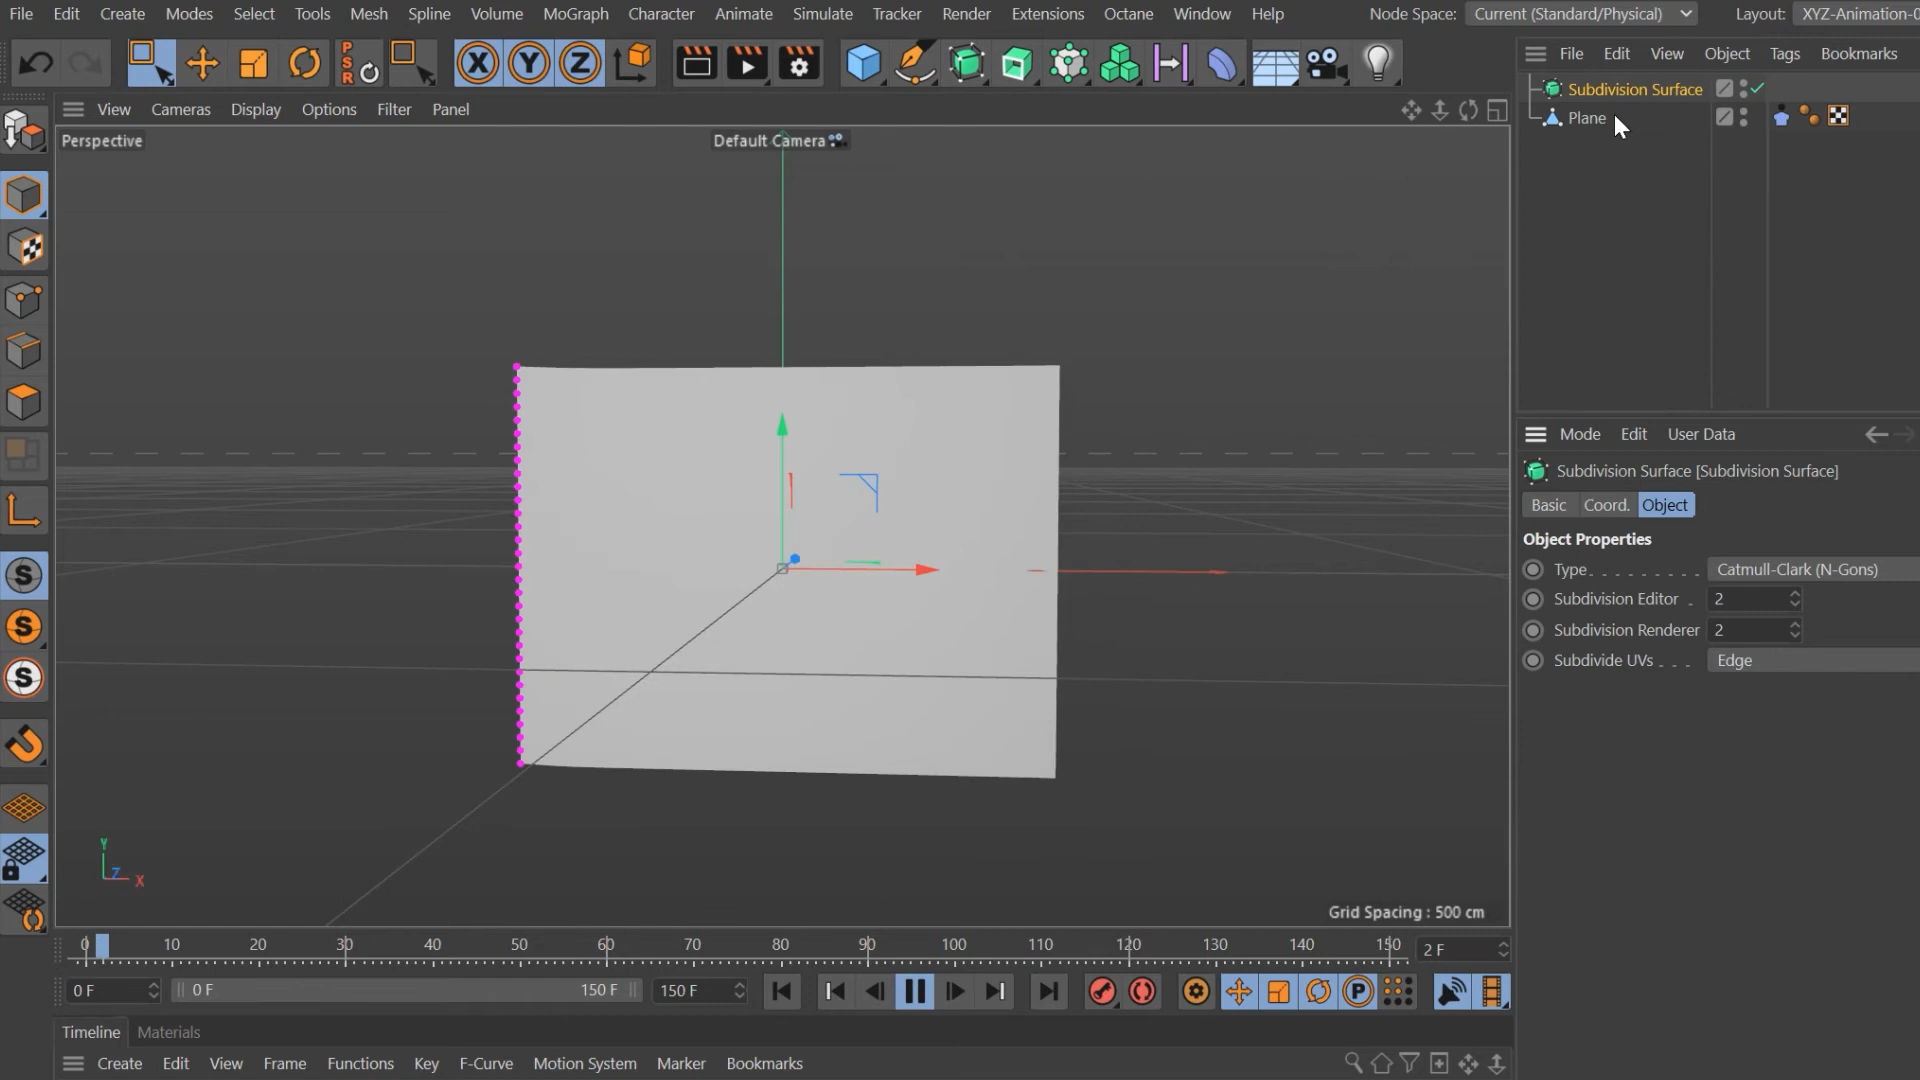 File Edit Create Modes Select Tools Mesh Spline Volume MoGraph Character Animate Simulate Tracker Render Extensions Octane Window Help Node Space: Current (Standard/Physical) Layout: XYZ-Animation-
PSR X Y Z
File Edit View Object Tags Bookmarks
Subdivision Surface
Plane
View Cameras Display Options Filter Panel
Perspective
Default Camera
Mode Edit User Data
Subdivision Surface [Subdivision Surface]
Basic Coord. Object
Object Properties
Type Catmull-Clark (N-Gons)
Subdivision Editor 2
Subdivision Renderer 2
Subdivide UVs Edge
S
S
S
Y
Z X
Grid Spacing : 500 cm
0 10 20 30 40 50 60 70 80 90 100 110 120 130 140 150 2 F
0 F 0 F 150 F 150 F P
Timeline Materials
Create Edit View Frame Functions Key F-Curve Motion System Marker Bookmarks